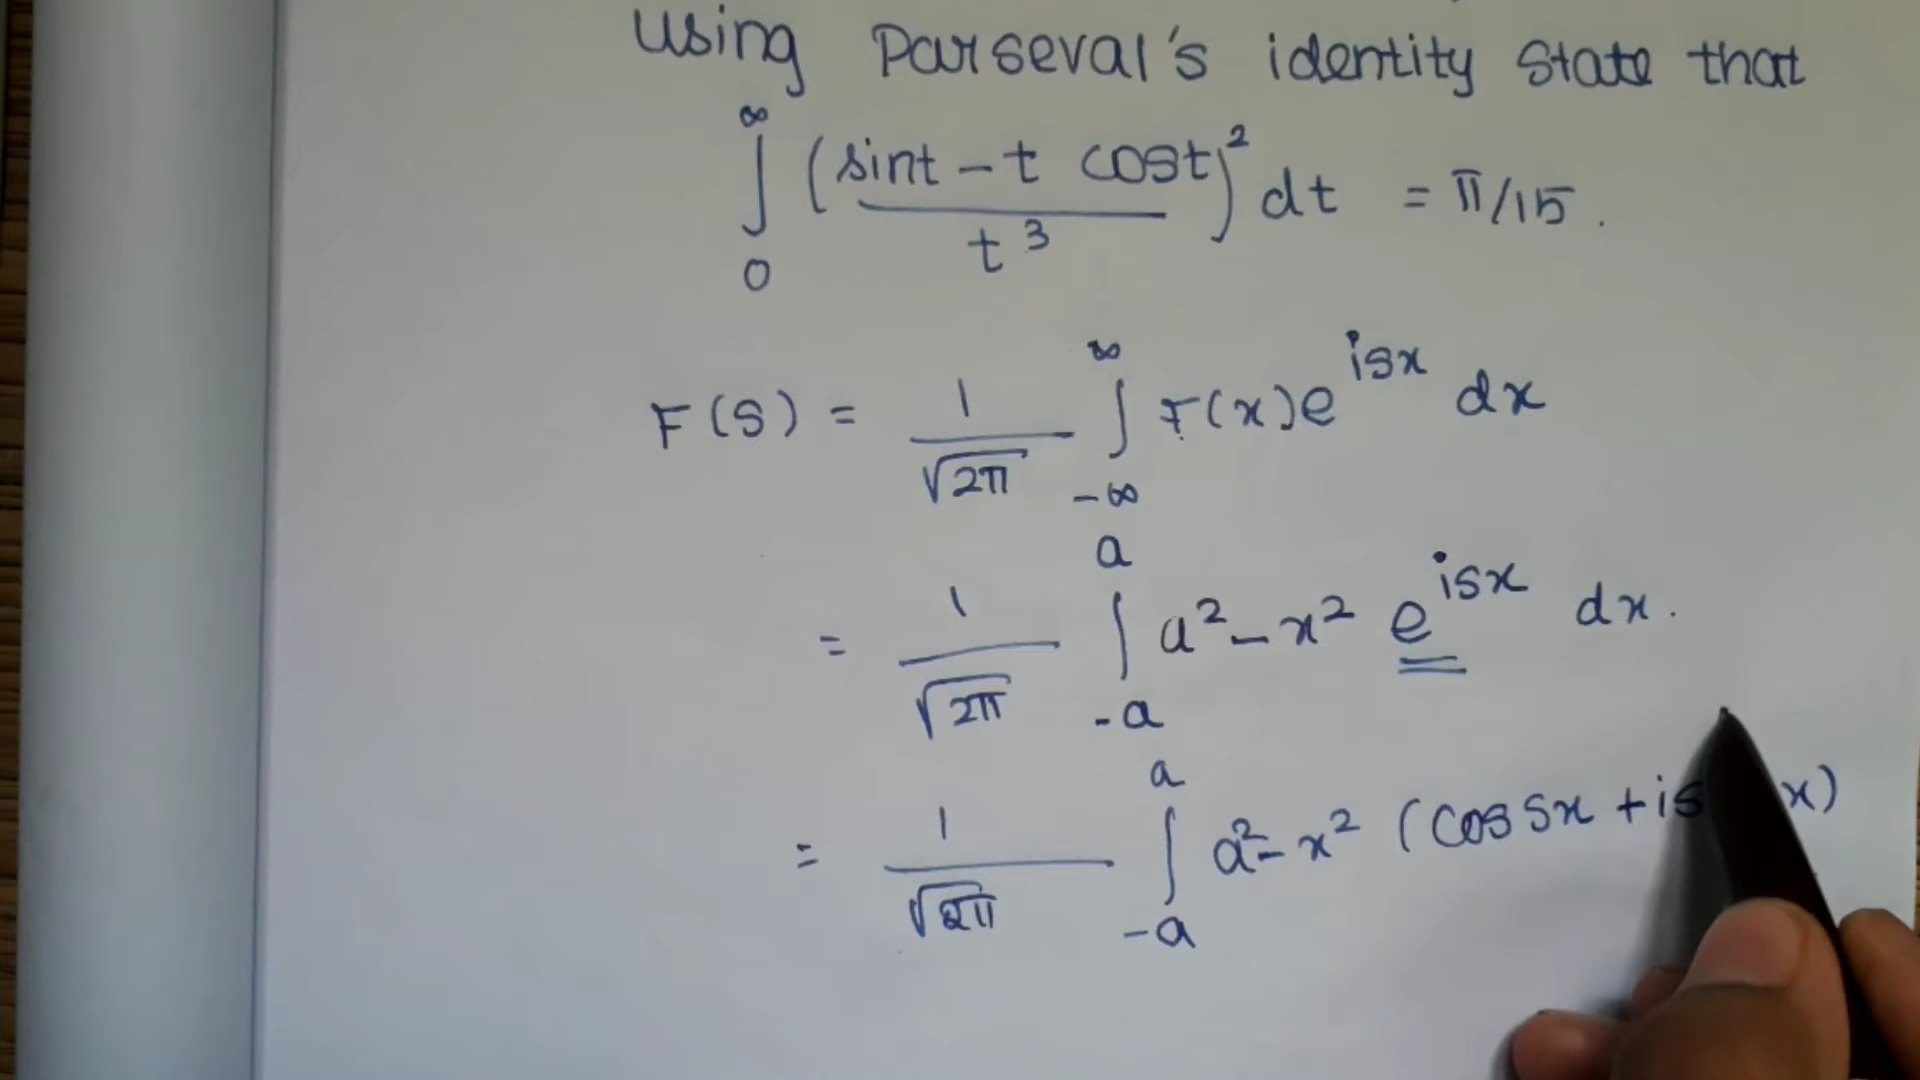 Using Parseval's identity State that
∫₀^∞ (sint - t cost / t³)² dt = π/15.
F(S) = 1/√2π ∫_{-∞}^{∞} F(x)e^{isx} dx
= 1/√2π ∫_{-a}^{a} a² - x² e^{isx} dx.
= 1/√2π ∫_{-a}^{a} a² - x² (cos sx + is x)